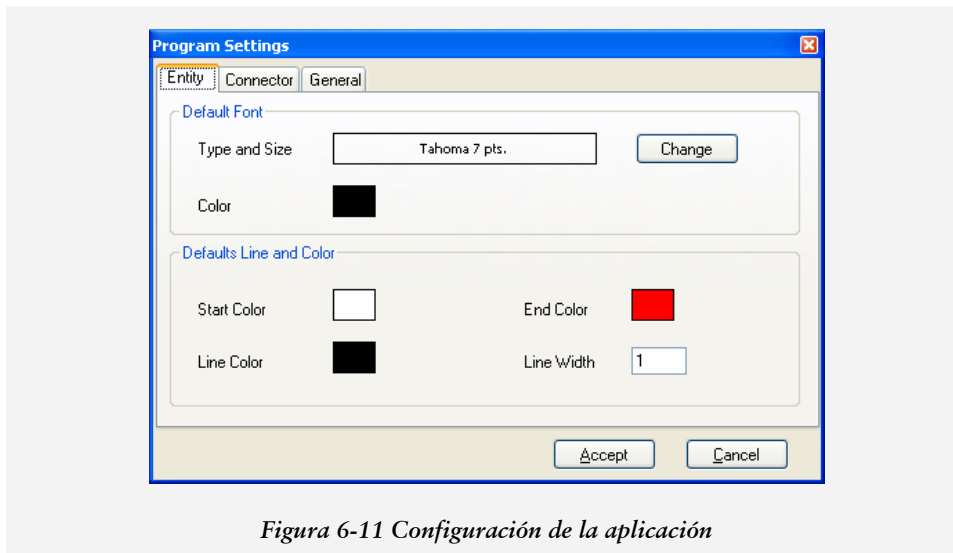 Program Settings
Entity Connector General
Default Font
Type and Size Tahoma 7 pts. Change
Color
Defaults Line and Color
Start Color End Color
Line Color Line Width 1
Accept Cancel
Figura 6-11 Configuración de la aplicación